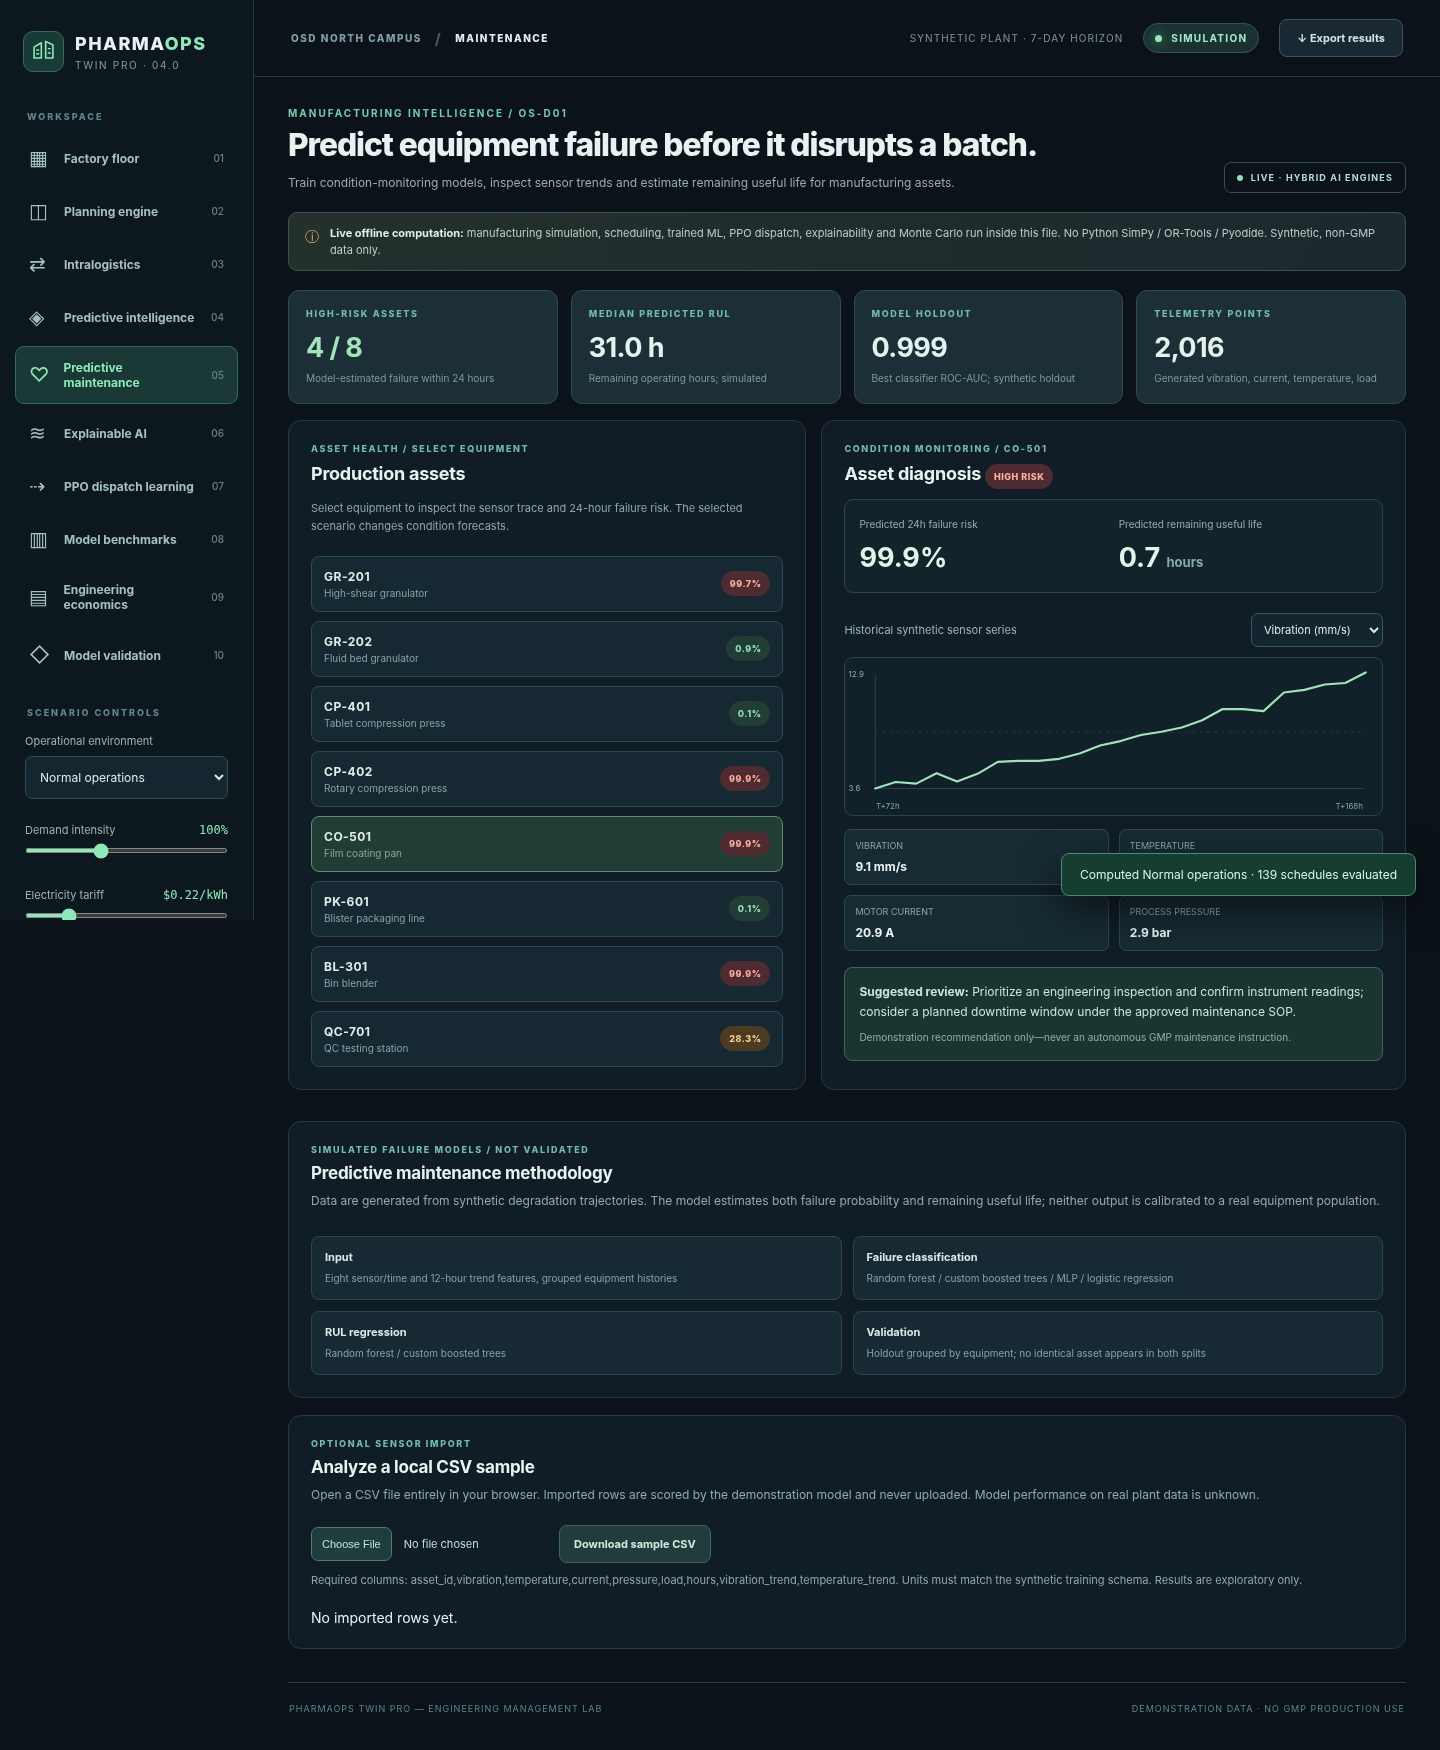 PHARMAOPS
TWIN PRO · 04.0
WORKSPACE
Factory floor 01
Planning engine 02
Intralogistics 03
Predictive intelligence 04
Predictive
maintenance 05
Explainable AI 06
PPO dispatch learning 07
Model benchmarks 08
Engineering
economics 09
Model validation 10
SCENARIO CONTROLS
Operational environment
Normal operations
Demand intensity 100%
Electricity tariff $0.22/kWh
OSD NORTH CAMPUS / MAINTENANCE
SYNTHETIC PLANT · 7-DAY HORIZON
SIMULATION
↓ Export results
MANUFACTURING INTELLIGENCE / OS-D01
Predict equipment failure before it disrupts a batch.
Train condition-monitoring models, inspect sensor trends and estimate remaining useful life for manufacturing assets.
LIVE · HYBRID AI ENGINES
Live offline computation: manufacturing simulation, scheduling, trained ML, PPO dispatch, explainability and Monte Carlo run inside this file. No Python SimPy / OR-Tools / Pyodide. Synthetic, non-GMP
data only.
HIGH-RISK ASSETS
4 / 8
Model-estimated failure within 24 hours
MEDIAN PREDICTED RUL
31.0 h
Remaining operating hours; simulated
MODEL HOLDOUT
0.999
Best classifier ROC-AUC; synthetic holdout
TELEMETRY POINTS
2,016
Generated vibration, current, temperature, load
ASSET HEALTH / SELECT EQUIPMENT
Production assets
Select equipment to inspect the sensor trace and 24-hour failure risk. The selected
scenario changes condition forecasts.
GR-201
High-shear granulator
99.7%
GR-202
Fluid bed granulator
0.9%
CP-401
Tablet compression press
0.1%
CP-402
Rotary compression press
99.9%
CO-501
Film coating pan
99.9%
PK-601
Blister packaging line
0.1%
BL-301
Bin blender
99.9%
QC-701
QC testing station
28.3%
CONDITION MONITORING / CO-501
Asset diagnosis HIGH RISK
Predicted 24h failure risk
99.9%
Predicted remaining useful life
0.7 hours
Historical synthetic sensor series
Vibration (mm/s)
12.9
3.6
T+72h T+168h
VIBRATION
9.1 mm/s
TEMPERATURE
Computed Normal operations · 139 schedules evaluated
MOTOR CURRENT
20.9 A
PROCESS PRESSURE
2.9 bar
Suggested review: Prioritize an engineering inspection and confirm instrument readings;
consider a planned downtime window under the approved maintenance SOP.
Demonstration recommendation only—never an autonomous GMP maintenance instruction.
SIMULATED FAILURE MODELS / NOT VALIDATED
Predictive maintenance methodology
Data are generated from synthetic degradation trajectories. The model estimates both failure probability and remaining useful life; neither output is calibrated to a real equipment population.
Input
Eight sensor/time and 12-hour trend features, grouped equipment histories
Failure classification
Random forest / custom boosted trees / MLP / logistic regression
RUL regression
Random forest / custom boosted trees
Validation
Holdout grouped by equipment; no identical asset appears in both splits
OPTIONAL SENSOR IMPORT
Analyze a local CSV sample
Open a CSV file entirely in your browser. Imported rows are scored by the demonstration model and never uploaded. Model performance on real plant data is unknown.
Choose File No file chosen
Download sample CSV
Required columns: asset_id,vibration,temperature,current,pressure,load,hours,vibration_trend,temperature_trend. Units must match the synthetic training schema. Results are exploratory only.
No imported rows yet.
PHARMAOPS TWIN PRO — ENGINEERING MANAGEMENT LAB
DEMONSTRATION DATA · NO GMP PRODUCTION USE